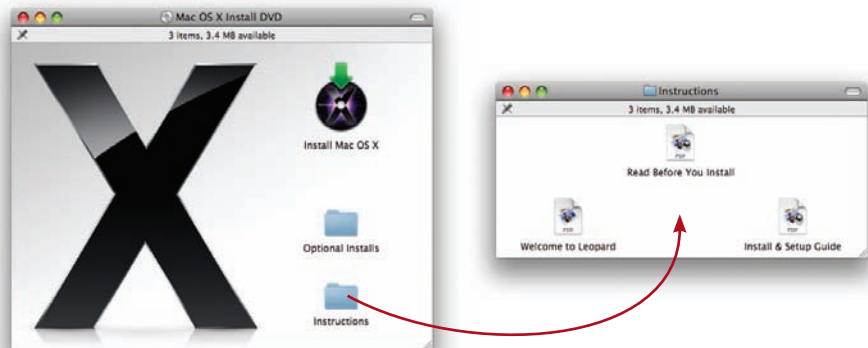 Mac OS X Install DVD
3 items, 3.4 MB available
Install Mac OS X
Optional Installs
Instructions
Instructions
3 items, 3.4 MB available
PDF
Read Before You Install
PDF
Welcome to Leopard
PDF
Install & Setup Guide